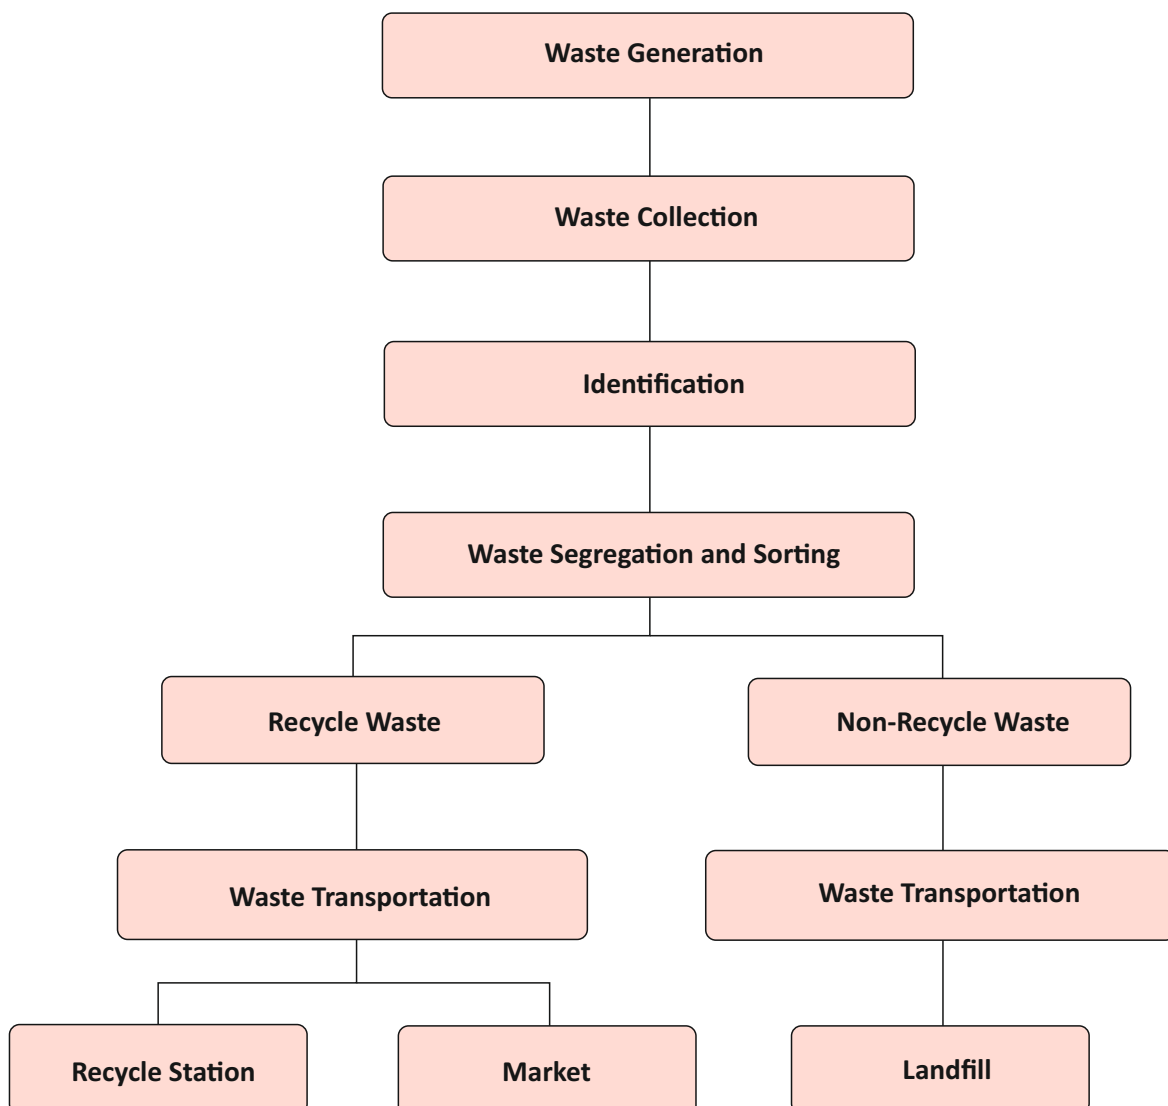 Waste Generation
Waste Collection
Identification
Waste Segregation and Sorting
Recycle Waste
Non-Recycle Waste
Waste Transportation
Waste Transportation
Recycle Station
Market
Landfill